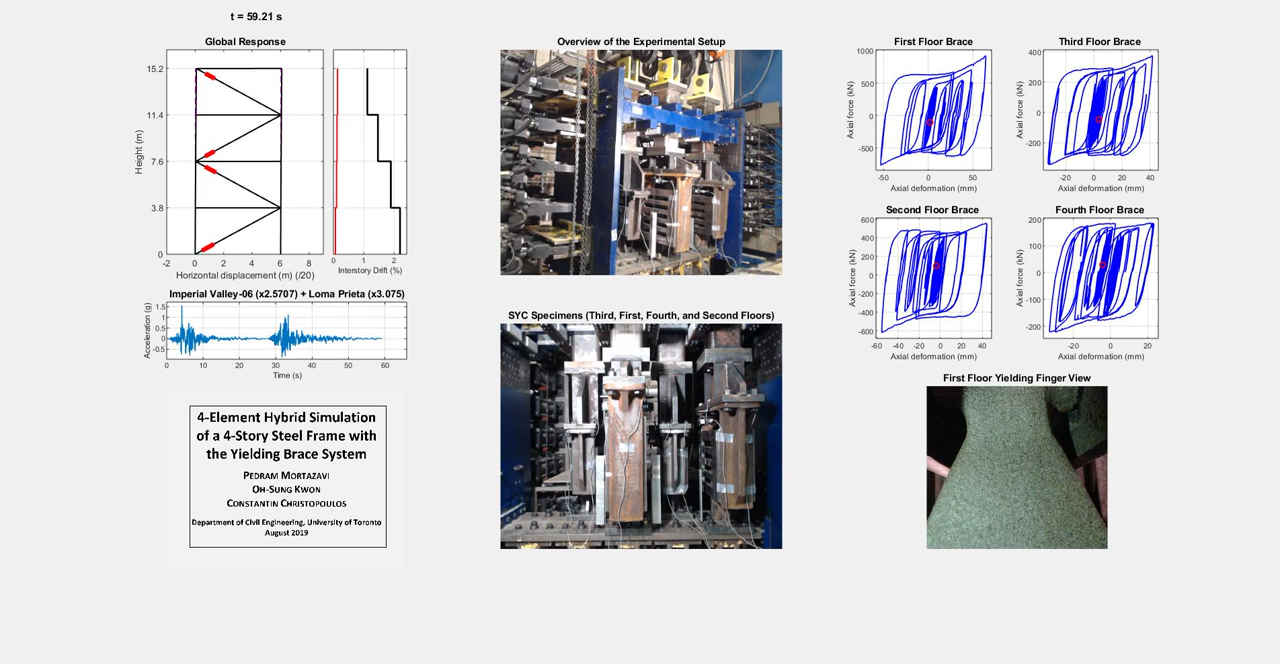 t = 59.21 s
Global Response
15.2
11.4
7.6
3.8
0
Height (m)
-2 0 2 4 6 8
Horizontal displacement (m) (/20)
0 1 2
Interstory Drift (%)
Imperial Valley-06 (x2.5707) + Loma Prieta (x3.075)
1.5
1
0.5
0
-0.5
Acceleration (g)
0 10 20 30 40 50 60
Time (s)
4-Element Hybrid Simulation
of a 4-Story Steel Frame with
the Yielding Brace System
PEDRAM MORTAZAVI
OH-SUNG KWON
CONSTANTIN CHRISTOPOULOS
Department of Civil Engineering, University of Toronto
August 2019
Overview of the Experimental Setup
SYC Specimens (Third, First, Fourth, and Second Floors)
First Floor Brace
1000
500
0
-500
Axial force (kN)
-50 0 50
Axial deformation (mm)
Third Floor Brace
400
200
0
-200
Axial force (kN)
-20 0 20 40
Axial deformation (mm)
Second Floor Brace
600
400
200
0
-200
-400
-600
Axial force (kN)
-60 -40 -20 0 20 40
Axial deformation (mm)
Fourth Floor Brace
200
100
0
-100
-200
Axial force (kN)
-20 0 20
Axial deformation (mm)
First Floor Yielding Finger View